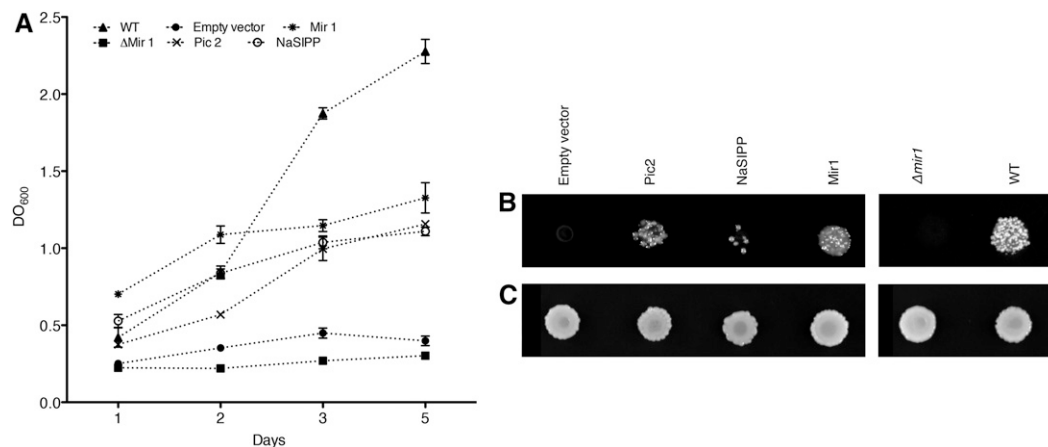 A
WT Empty vector Mir 1
ΔMir 1 Pic 2 NaSIPP
2.5
2.0
1.5
1.0
0.5
0.0
DO600
1 2 3 5
Days
Empty vector
Pic2
NaSIPP
Mir1
Δmir1
WT
B
C